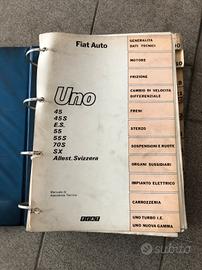 Fiat Auto
Uno
45
45S
E.S.
55
55S
70S
SX
Allest. Svizzera
Manuale di
Assistenza Tecnica
FIAT
GENERALITÀ
DATI TECNICI
MOTORE
FRIZIONE
CAMBIO DI VELOCITÀ
DIFFERENZIALE
FRENI
STERZO
SOSPENSIONI E RUOTE
ORGANI SUSSIDIARI
IMPIANTO ELETTRICO
CARROZZERIA
UNO TURBO I.E.
UNO NUOVA GAMMA
subito